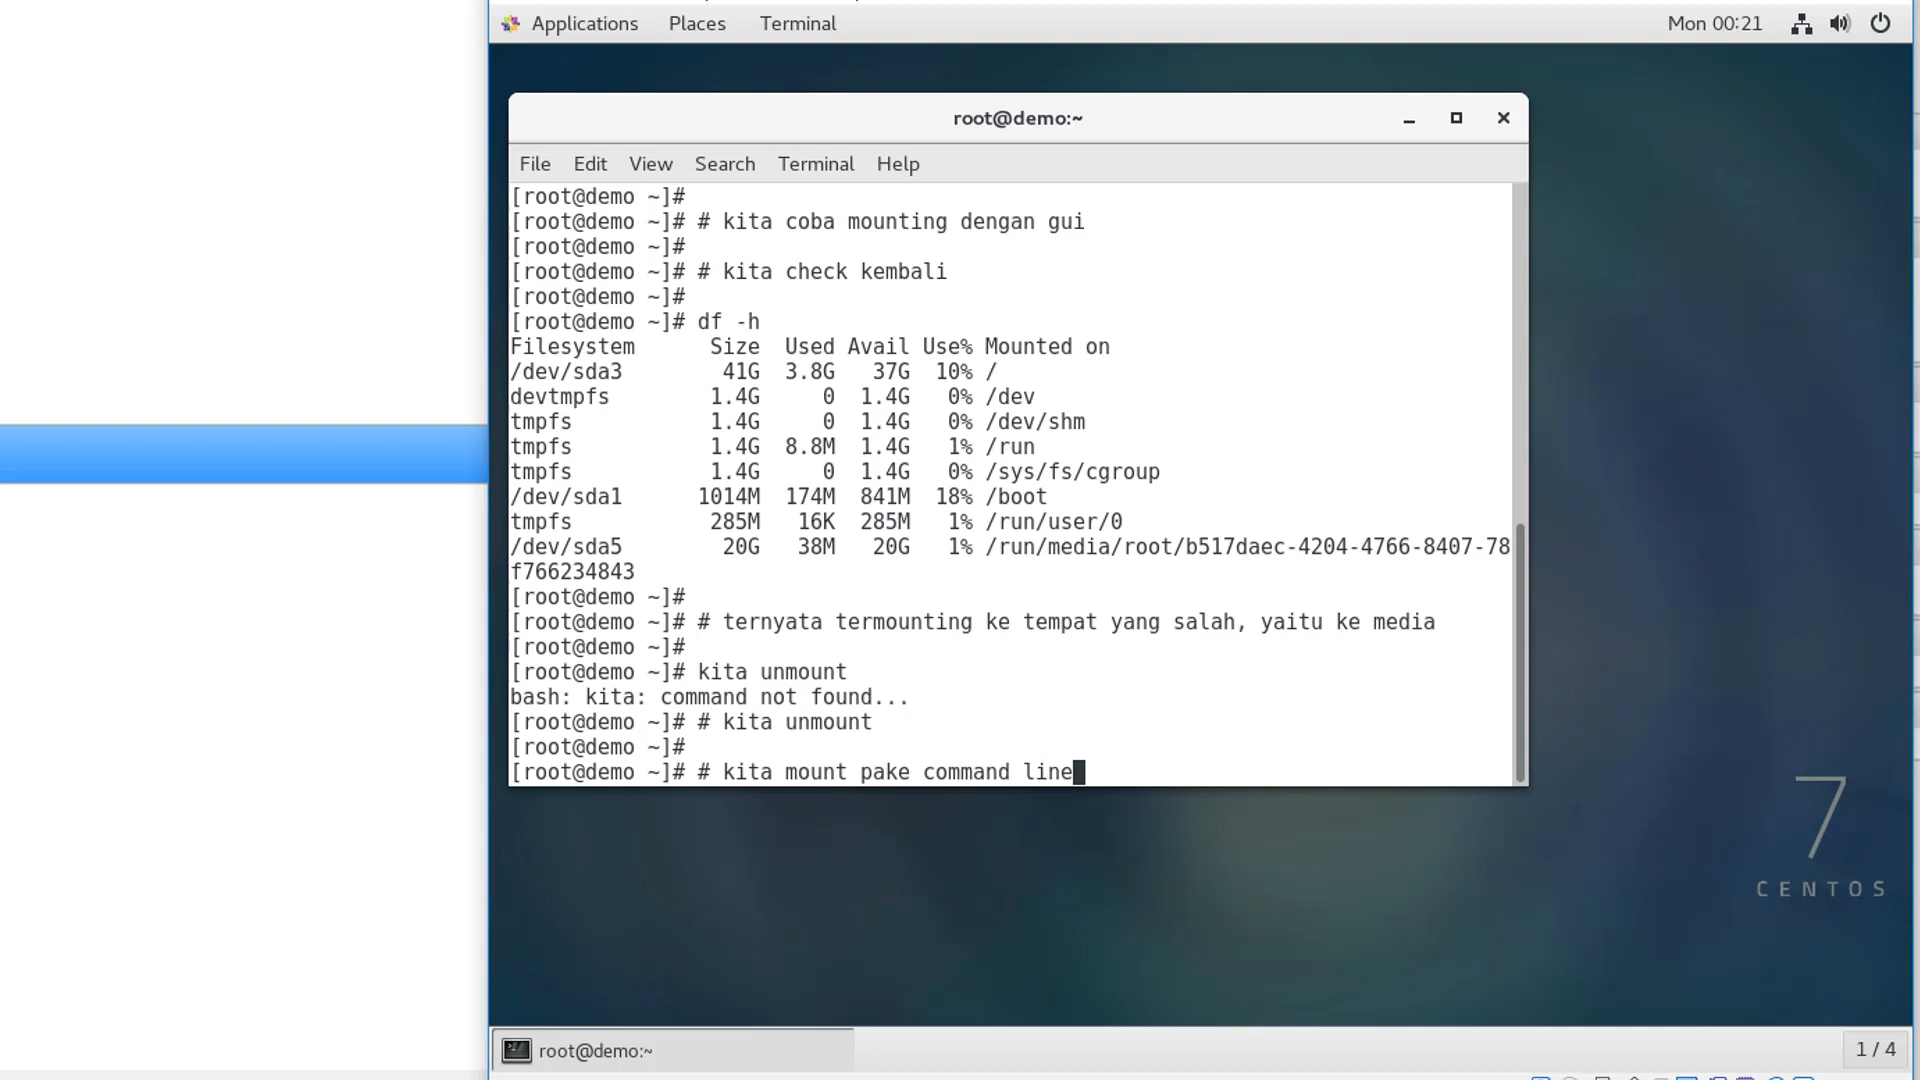 Applications Places Terminal Mon 00:21
root@demo:~
File Edit View Search Terminal Help
[root@demo ~]#
[root@demo ~]# # kita coba mounting dengan gui
[root@demo ~]#
[root@demo ~]# # kita check kembali
[root@demo ~]#
[root@demo ~]# df -h
Filesystem Size Used Avail Use% Mounted on
/dev/sda3 41G 3.8G 37G 10% /
devtmpfs 1.4G 0 1.4G 0% /dev
tmpfs 1.4G 0 1.4G 0% /dev/shm
tmpfs 1.4G 8.8M 1.4G 1% /run
tmpfs 1.4G 0 1.4G 0% /sys/fs/cgroup
/dev/sda1 1014M 174M 841M 18% /boot
tmpfs 285M 16K 285M 1% /run/user/0
/dev/sda5 20G 38M 20G 1% /run/media/root/b517daec-4204-4766-8407-78
f766234843
[root@demo ~]#
[root@demo ~]# # ternyata termounting ke tempat yang salah, yaitu ke media
[root@demo ~]#
[root@demo ~]# kita unmount
bash: kita: command not found...
[root@demo ~]# # kita unmount
[root@demo ~]#
[root@demo ~]# # kita mount pake command line
7
CENTOS
root@demo:~
1 / 4